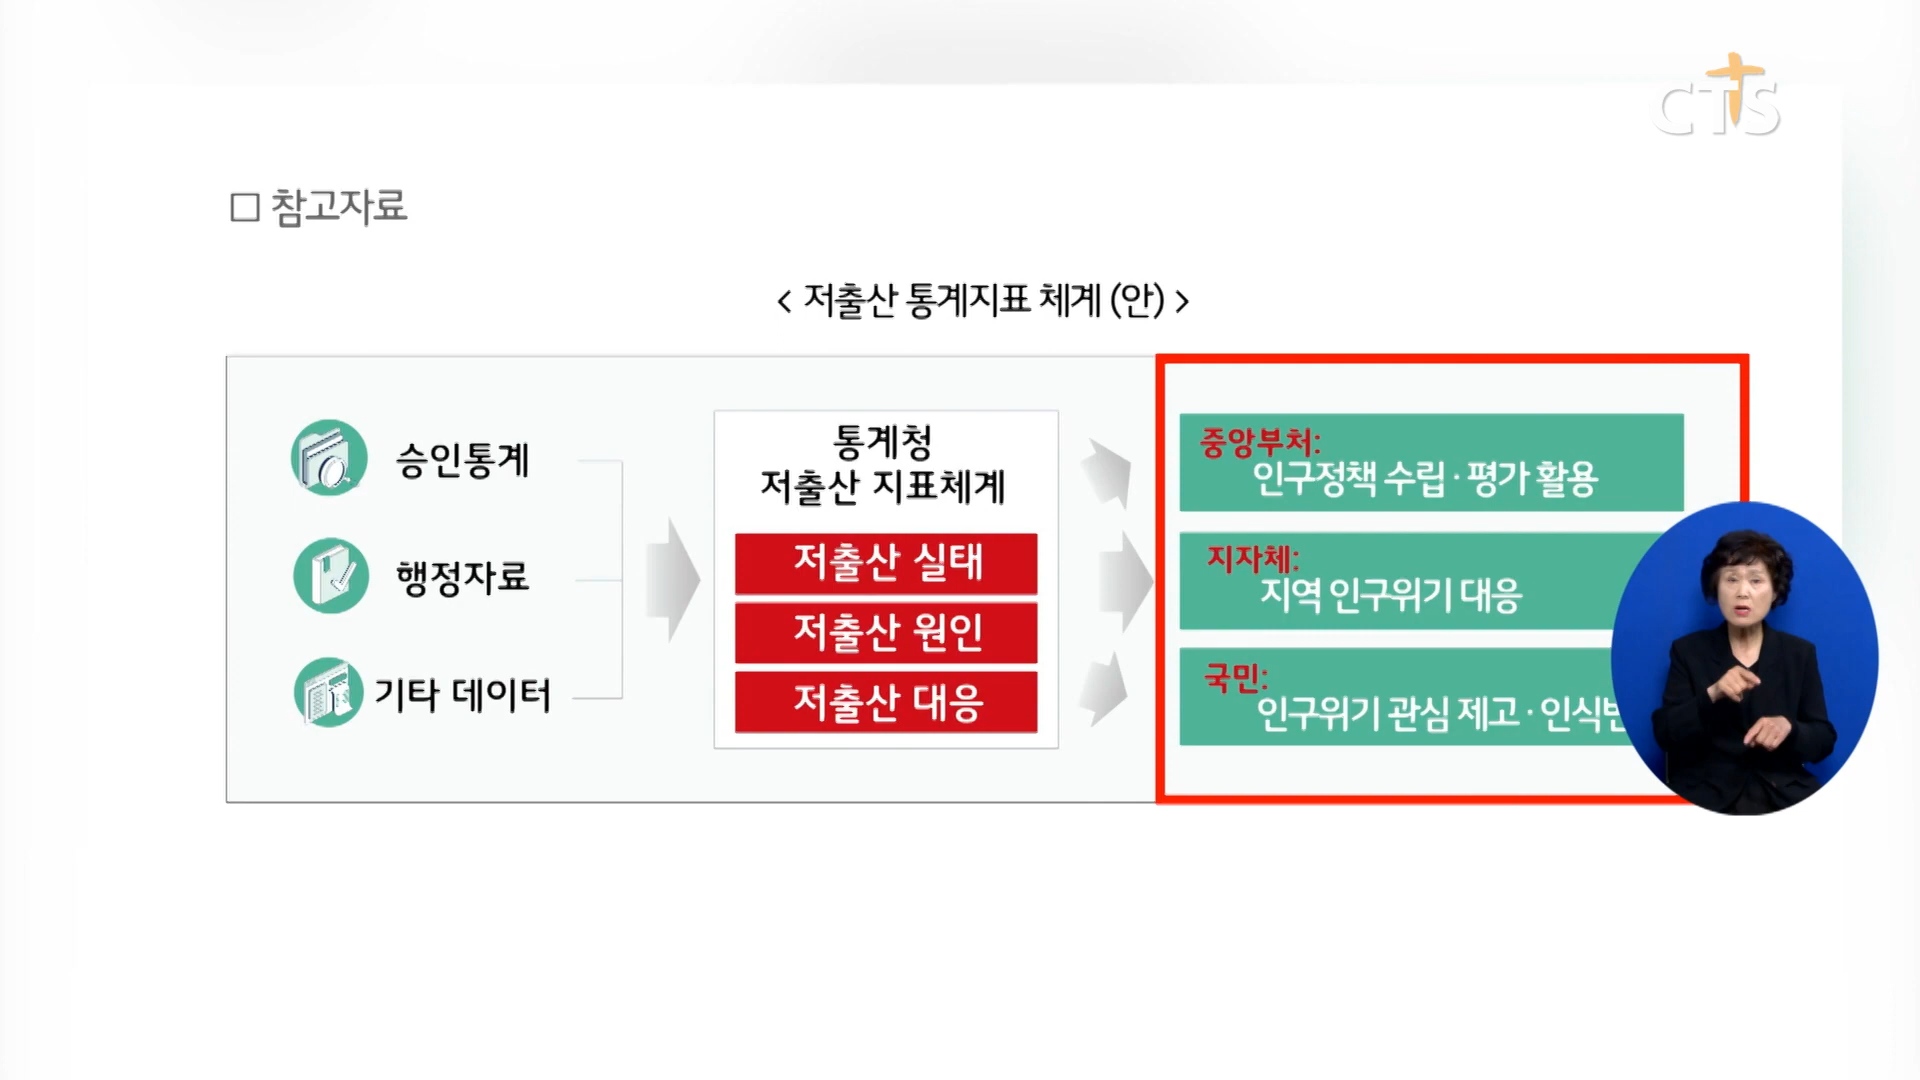 CTS
□ 참고자료
< 저출산 통계지표 체계 (안) >
승인통계
행정자료
기타 데이터
통계청
저출산 지표체계
저출산 실태
저출산 원인
저출산 대응
중앙부처:
인구정책 수립·평가 활용
지자체:
지역 인구위기 대응
국민:
인구위기 관심 제고·